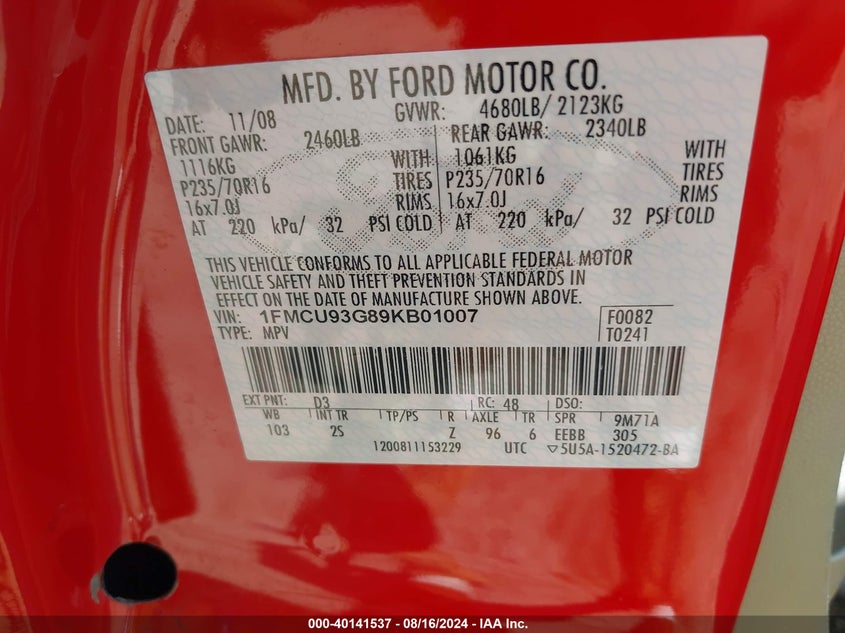 MFD. BY FORD MOTOR CO.
DATE: 11/08 GVWR: 4680LB/ 2123KG
FRONT GAWR: 2460LB REAR GAWR: 2340LB
1116KG WITH 1061KG WITH
P235/70R16 TIRES P235/70R16 TIRES
16x7.0J RIMS 16x7.0J RIMS
AT 220 kPa/ 32 PSI COLD AT 220 kPa/ 32 PSI COLD
THIS VEHICLE CONFORMS TO ALL APPLICABLE FEDERAL MOTOR
VEHICLE SAFETY AND THEFT PREVENTION STANDARDS IN
EFFECT ON THE DATE OF MANUFACTURE SHOWN ABOVE.
VIN: 1FMCU93G89KB01007 F0082
TYPE: MPV T0241
EXT PNT: D3 RC: 48 DSO:
WB INT TR TP/PS R AXLE TR SPR 9M71A
103 2S Z 96 6 EEBB 305
1200811153229 UTC ▽5U5A-1520472-BA
000-40141537 - 08/16/2024 - IAA Inc.